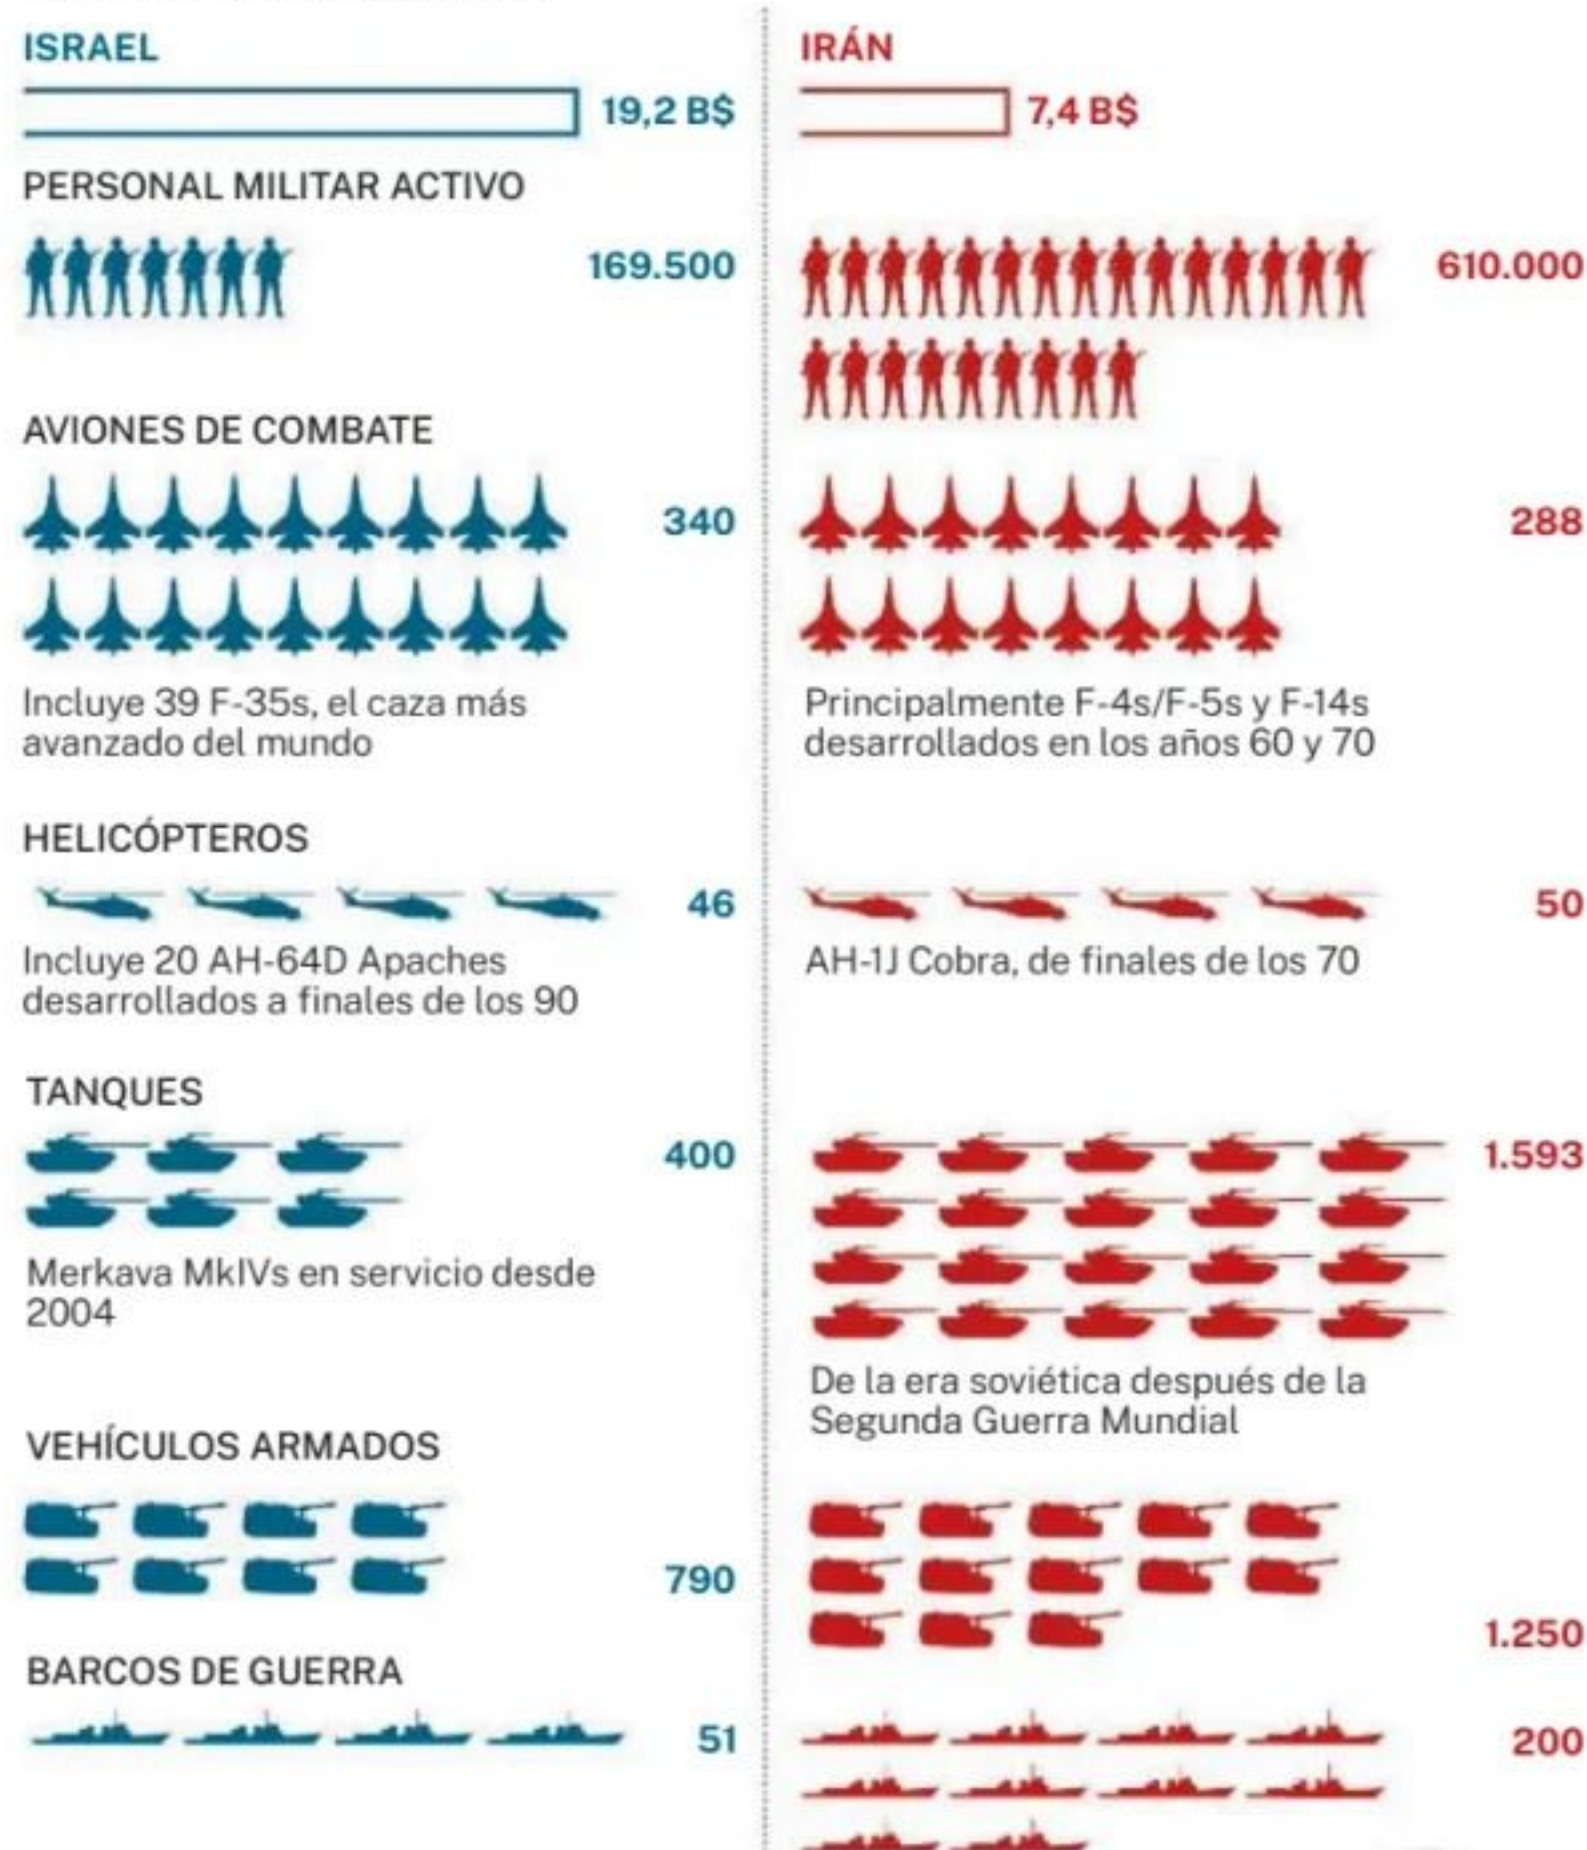 ISRAEL
19,2 B$
IRÁN
7,4 B$
PERSONAL MILITAR ACTIVO
169.500
610.000
AVIONES DE COMBATE
340
288
Incluye 39 F-35s, el caza más
avanzado del mundo
Principalmente F-4s/F-5s y F-14s
desarrollados en los años 60 y 70
HELICÓPTEROS
46
50
Incluye 20 AH-64D Apaches
desarrollados a finales de los 90
AH-1J Cobra, de finales de los 70
TANQUES
400
1.593
Merkava MkIVs en servicio desde
2004
De la era soviética después de la
Segunda Guerra Mundial
VEHÍCULOS ARMADOS
790
1.250
BARCOS DE GUERRA
51
200